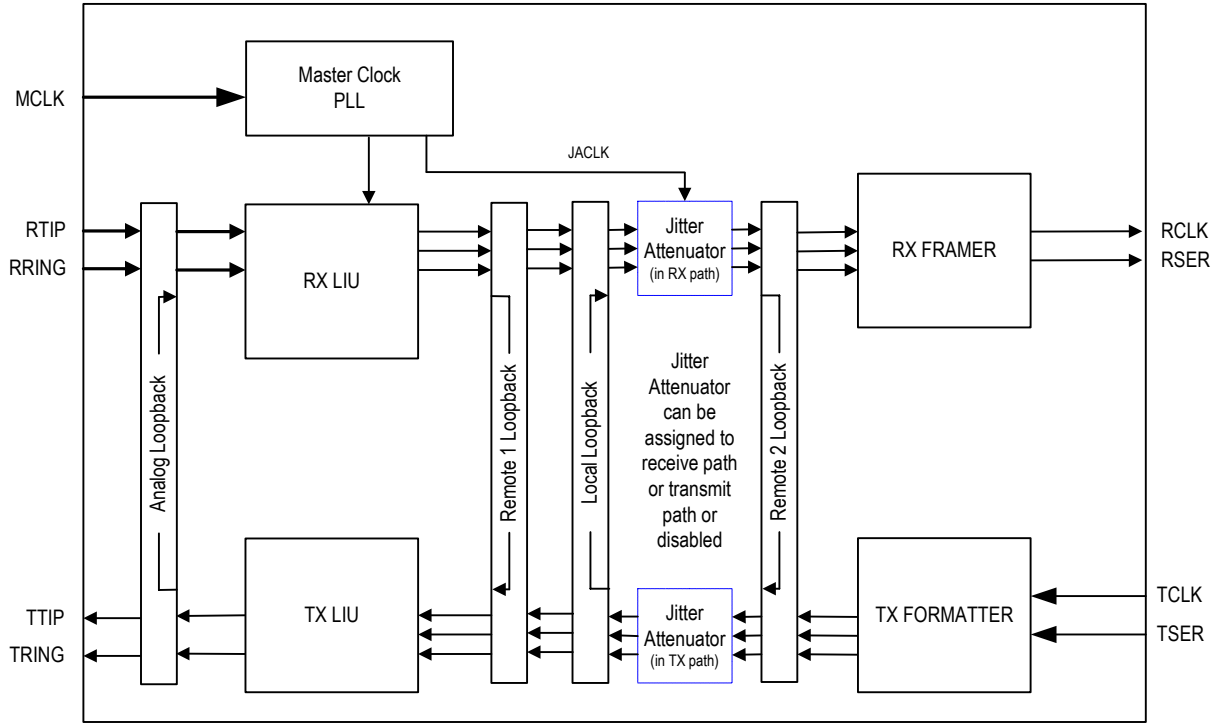 Master Clock
PLL
MCLK
JACLK
RTIP
RRING
RX LIU
Jitter
Attenuator
(in RX path)
RX FRAMER
RCLK
RSER
Analog Loopback
Remote 1 Loopback
Local Loopback
Jitter
Attenuator
can be
assigned to
receive path
or transmit
path or
disabled
Remote 2 Loopback
TTIP
TRING
TX LIU
Jitter
Attenuator
(in TX path)
TX FORMATTER
TCLK
TSER